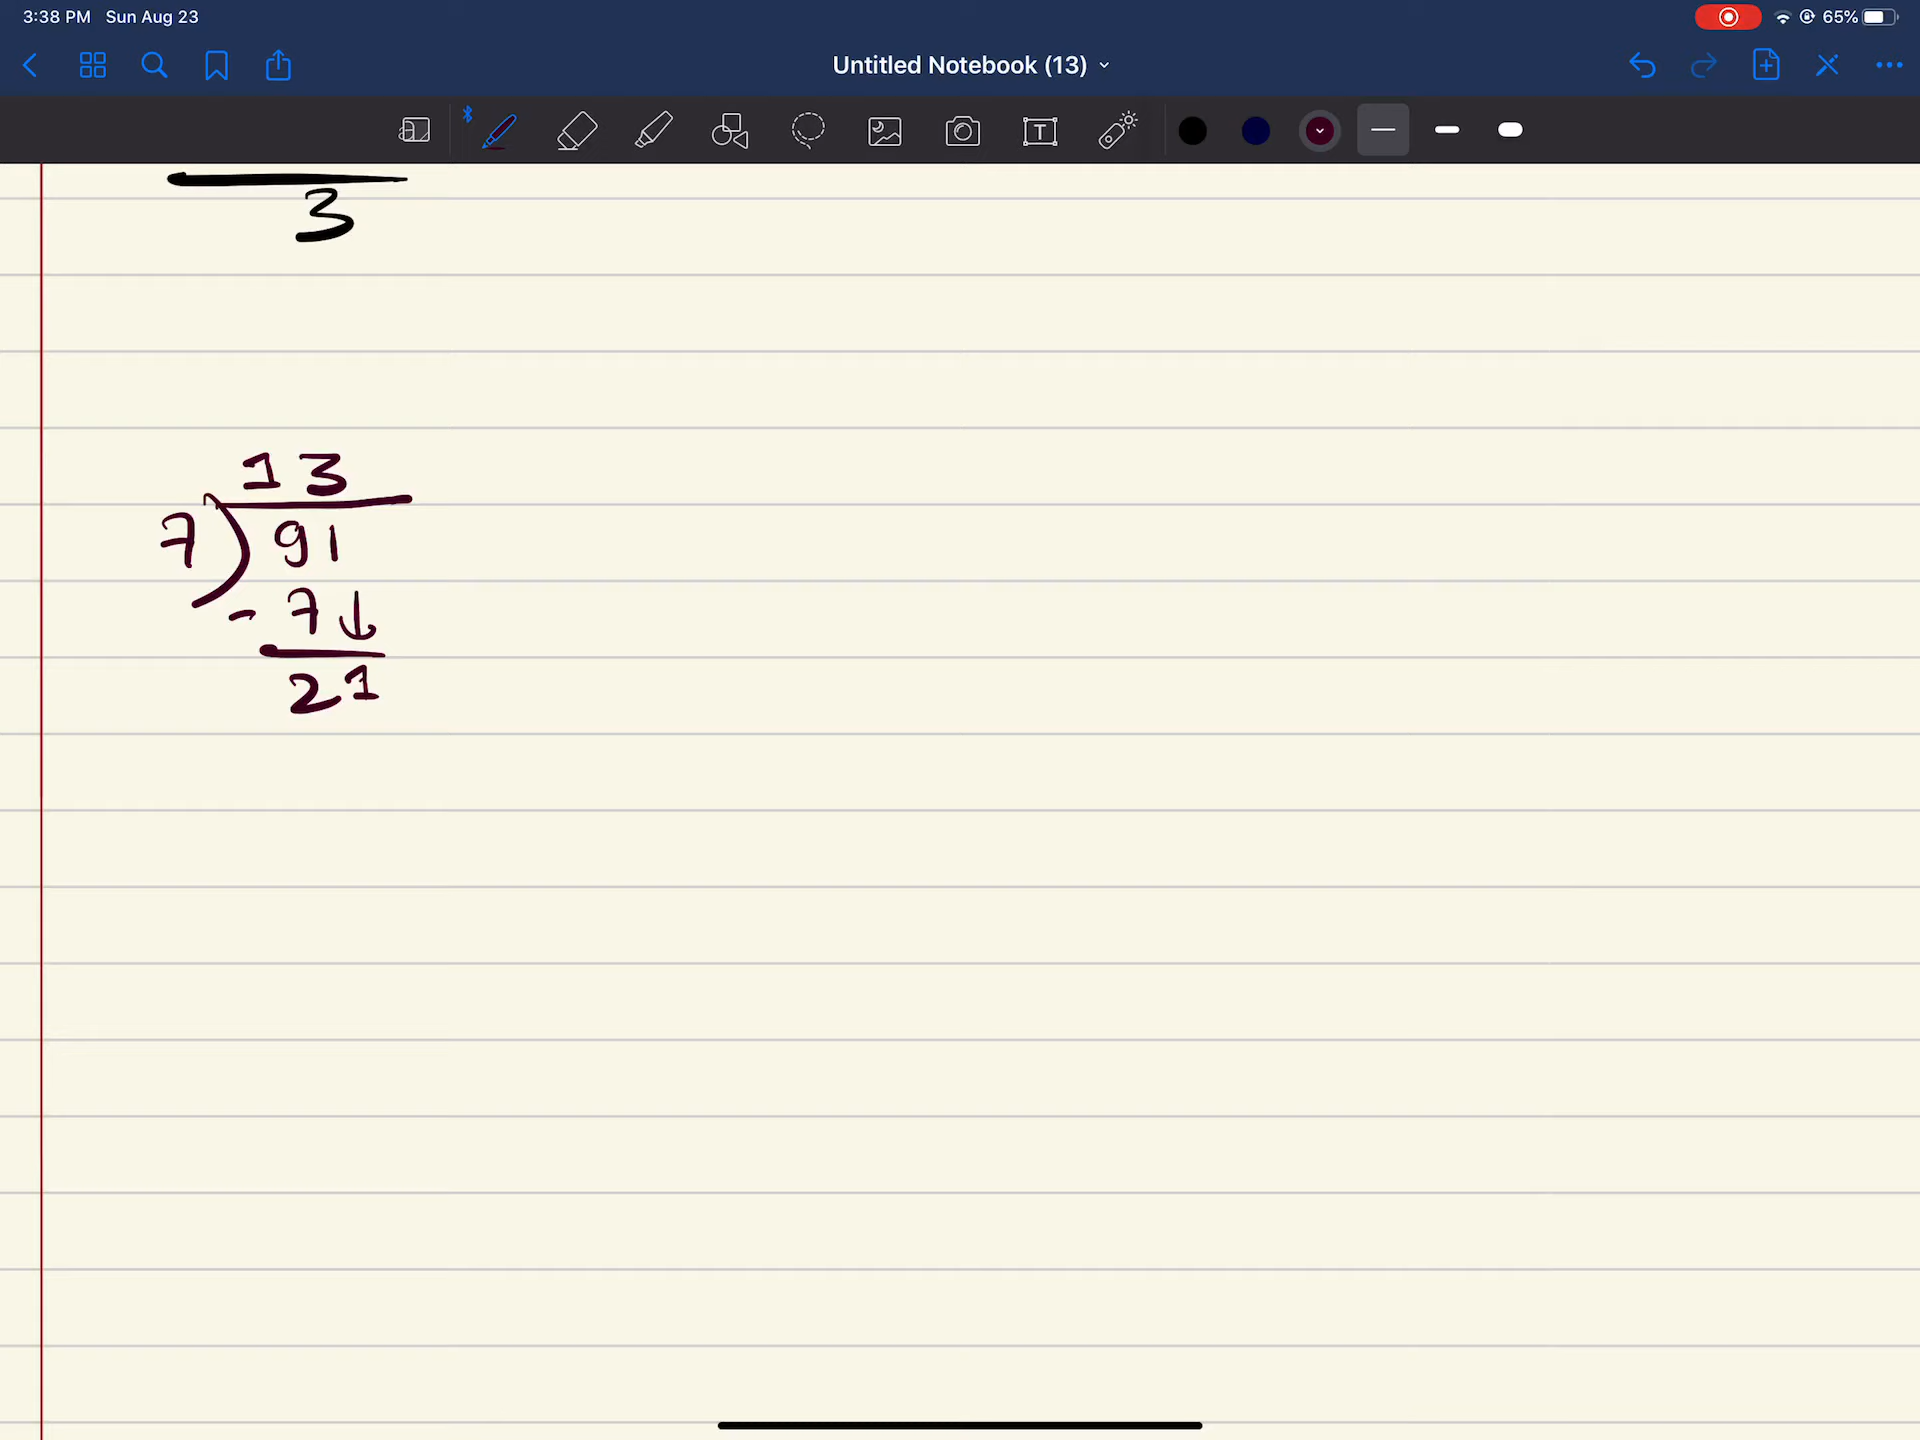 3:38 PM Sun Aug 23 65%
Untitled Notebook (13)
3
13
7)91
- 7↓
21